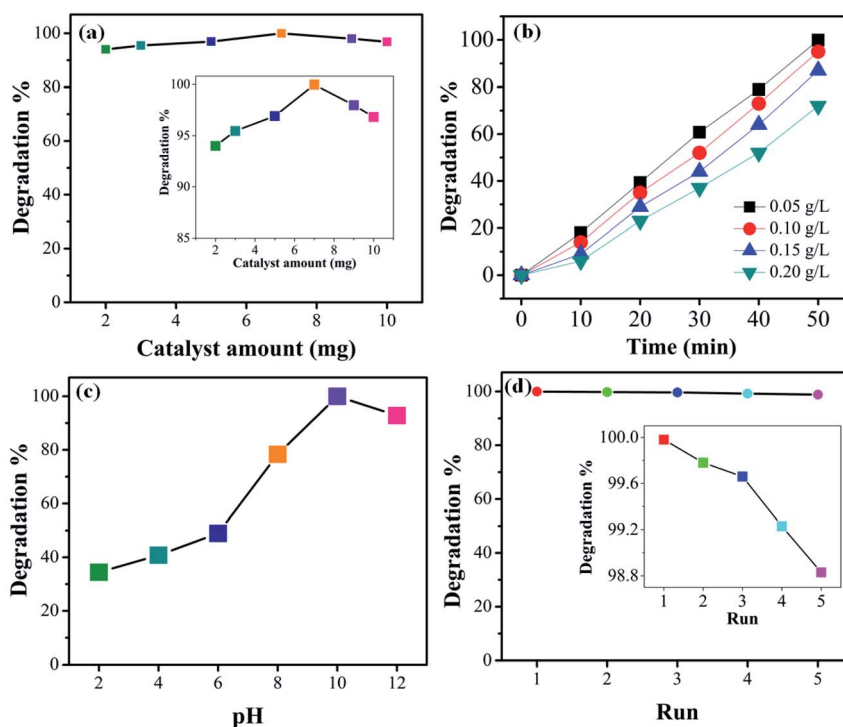 (a)
Degradation %
100
80
60
40
20
0
2 4 6 8 10
Catalyst amount (mg)
Degradation %
100
95
90
85
2 4 6 8 10
Catalyst amount (mg)
(b)
Degradation %
100
80
60
40
20
0
0 10 20 30 40 50
Time (min)
0.05 g/L
0.10 g/L
0.15 g/L
0.20 g/L
(c)
Degradation %
100
80
60
40
20
0
2 4 6 8 10 12
pH
(d)
Degradation %
100
80
60
40
20
0
1 2 3 4 5
Run
Degradation %
100.0
99.6
99.2
98.8
1 2 3 4 5
Run